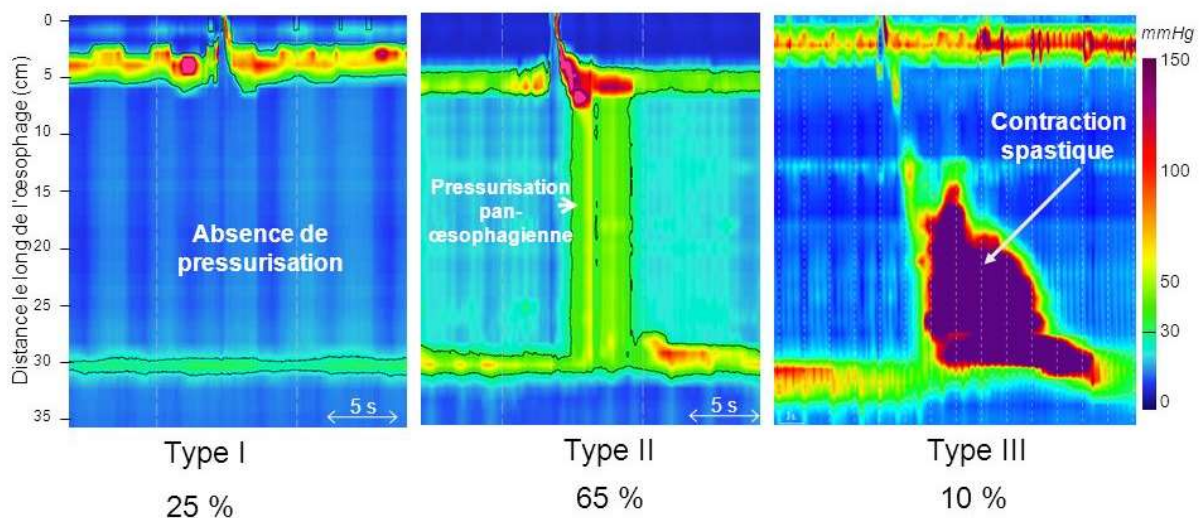 Distance le long de l'œsophage (cm)
0
5
10
15
20
25
30
35
Absence de
pressurisation
5 s
Pressurisation
pan-
œsophagienne
5 s
Contraction
spastique
mmHg
150
100
50
30
0
Type I
Type II
Type III
25 %
65 %
10 %